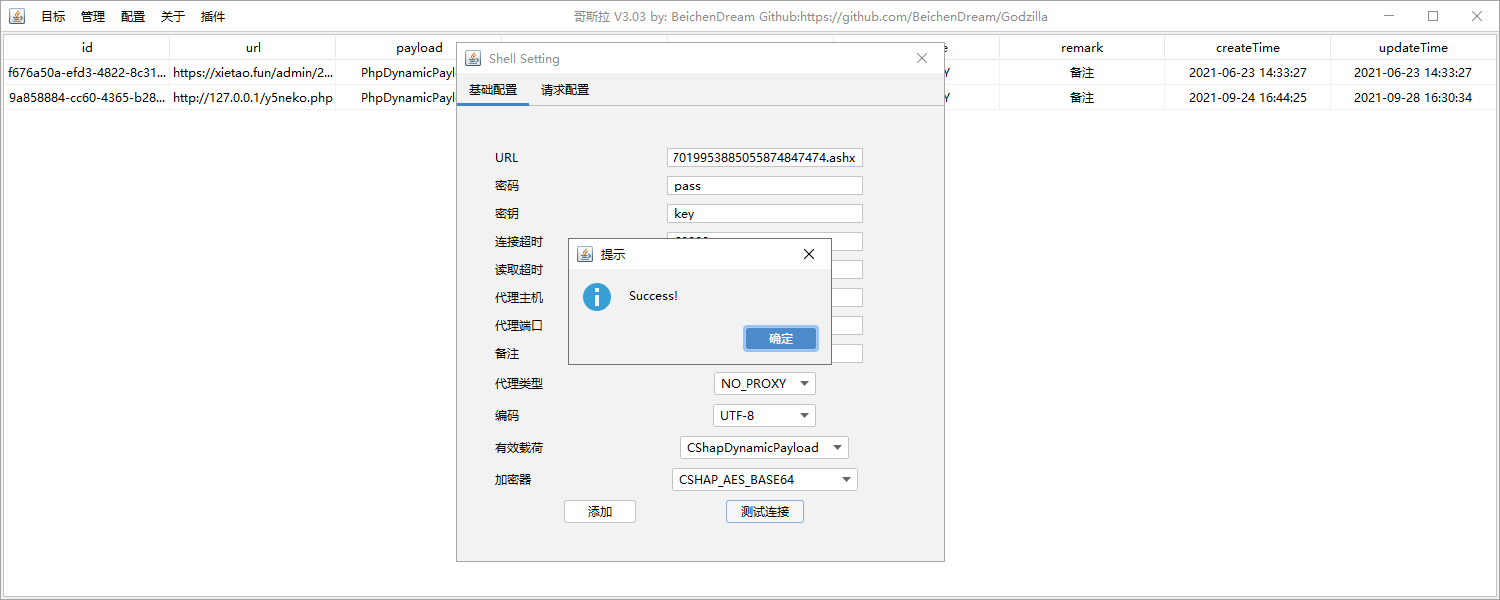 目标 管理 配置 关于 插件 哥斯拉 V3.03 by: BeichenDream Github:https://github.com/BeichenDream/Godzilla
id url payload remark createTime updateTime
f676a50a-efd3-4822-8c31... https://xietao.fun/admin/2... PhpDynamicPayl 备注 2021-06-23 14:33:27 2021-06-23 14:33:27
9a858884-cc60-4365-b28... http://127.0.0.1/y5neko.php PhpDynamicPayl 备注 2021-09-24 16:44:25 2021-09-28 16:30:34
Shell Setting
基础配置 请求配置
URL 7019953885055874847474.ashx
密码 pass
密钥 key
连接超时
读取超时
代理主机
代理端口
备注
提示
Success!
确定
代理类型 NO_PROXY
编码 UTF-8
有效载荷 CShapDynamicPayload
加密器 CSHAP_AES_BASE64
添加 测试连接